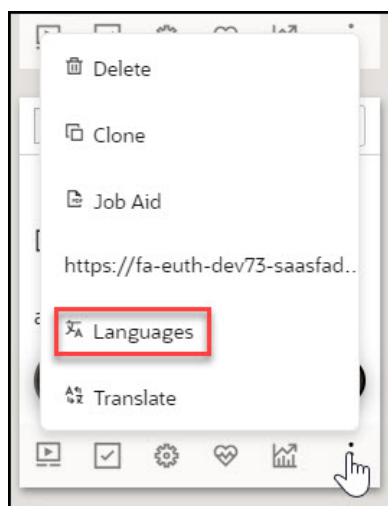 Delete
Clone
Job Aid
https://fa-euth-dev73-saasfad..
Languages
Translate